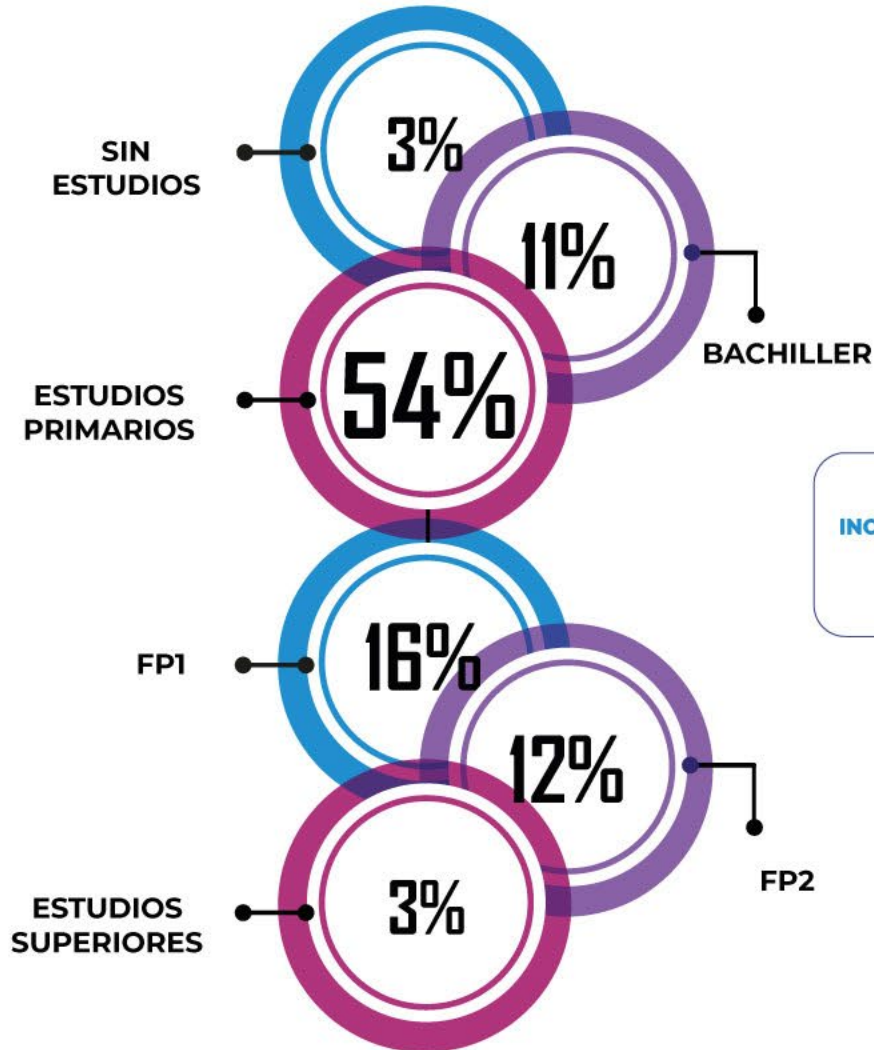 3%
SIN
ESTUDIOS
11%
BACHILLER
54%
ESTUDIOS
PRIMARIOS
16%
FP1
12%
FP2
3%
ESTUDIOS
SUPERIORES